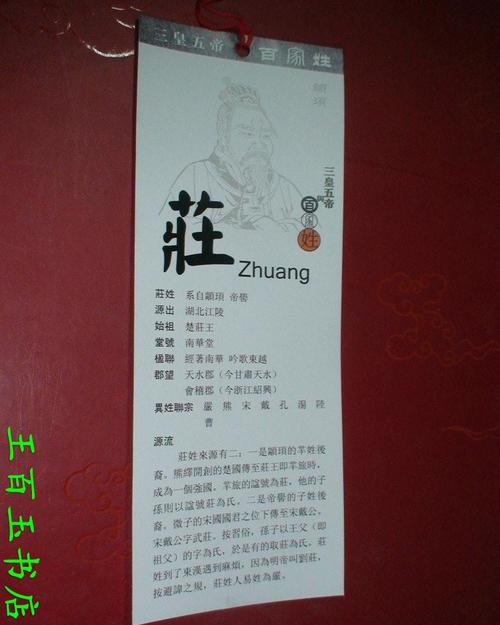 三皇五帝 百家姓
顓頊
三皇五帝
百家姓
莊
Zhuang
莊姓 系自顓頊 帝嚳
源出 湖北江陵
始祖 楚莊王
堂號 南華堂
楹聯 經著南華 吟歌東越
郡望 天水郡（今甘肅天水）
會稽郡（今浙江紹興）
異姓聯宗 嚴 熊 宋 戴 孔 湯 陸
曹
源流
莊姓來源有二：一是顓頊的羋姓後
裔。熊繹開創的楚國傳至莊王即羋旅時，
成為一個強國。羋旅的諡號為莊，他的子
孫則以諡號莊為氏。二是帝嚳的子姓後
裔。微子的宋國國君之位下傳至宋戴公。
宋戴公字武莊。按習俗，孫子以王父（即
祖父）的字為氏，於是有的取莊為氏。莊
姓到了東漢遇到麻煩，因為明帝叫劉莊，
按避諱之規，莊姓人易姓為嚴。
王百玉书店